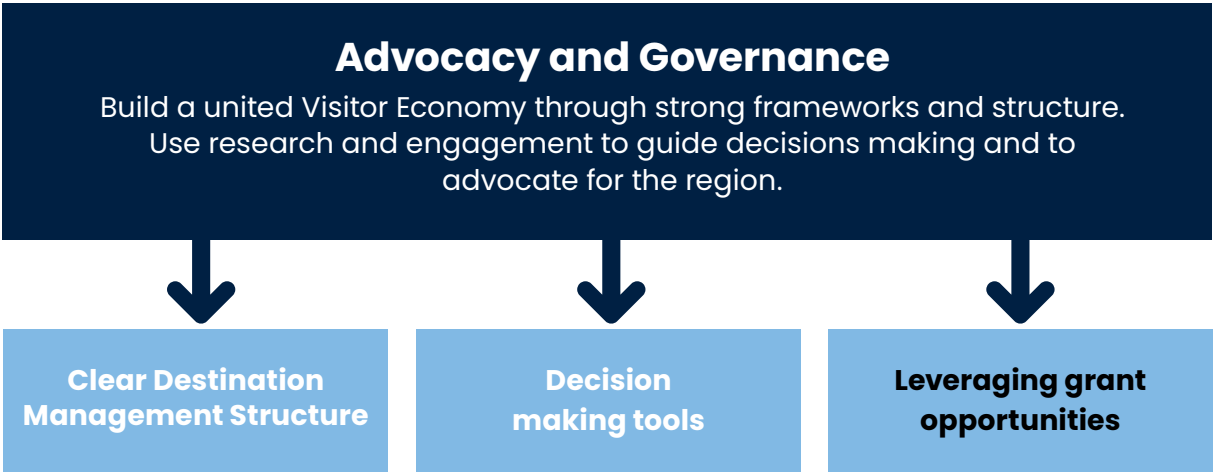 Advocacy and Governance
Build a united Visitor Economy through strong frameworks and structure.
Use research and engagement to guide decisions making and to
advocate for the region.
Clear Destination
Management Structure
Decision
making tools
Leveraging grant
opportunities